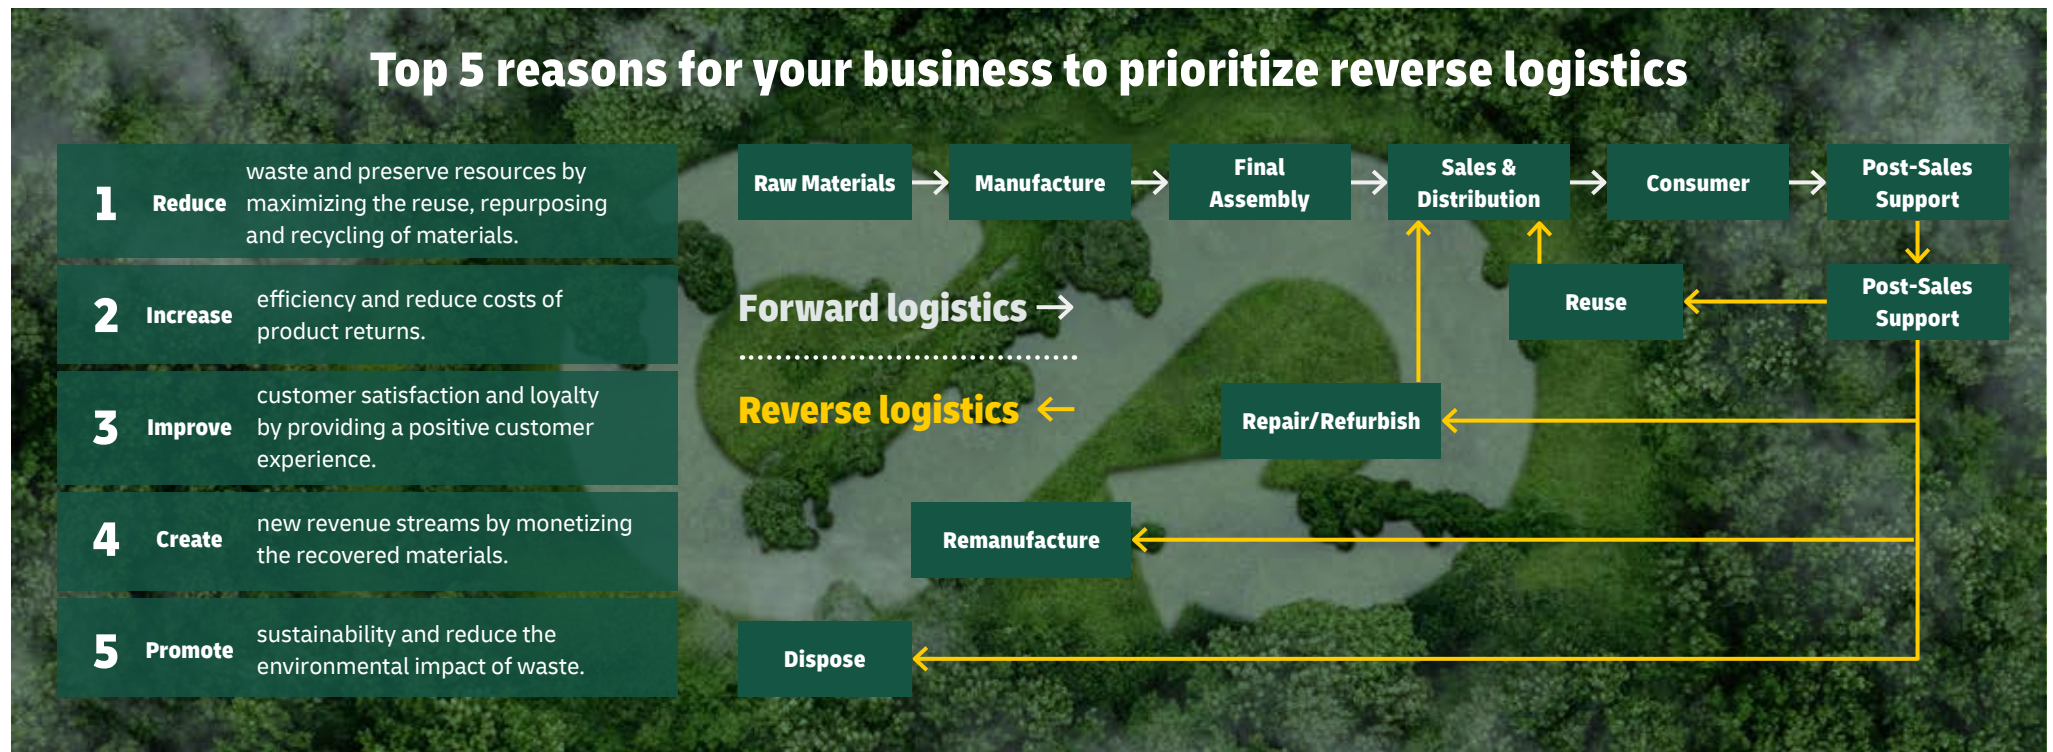 Top 5 reasons for your business to prioritize reverse logistics
1 Reduce
waste and preserve resources by
maximizing the reuse, repurposing
and recycling of materials.
2 Increase
efficiency and reduce costs of
product returns.
3 Improve
customer satisfaction and loyalty
by providing a positive customer
experience.
4 Create
new revenue streams by monetizing
the recovered materials.
5 Promote
sustainability and reduce the
environmental impact of waste.
Raw Materials
Manufacture
Final
Assembly
Sales &
Distribution
Consumer
Post-Sales
Support
Forward logistics
Reverse logistics
Reuse
Post-Sales
Support
Repair/Refurbish
Remanufacture
Dispose